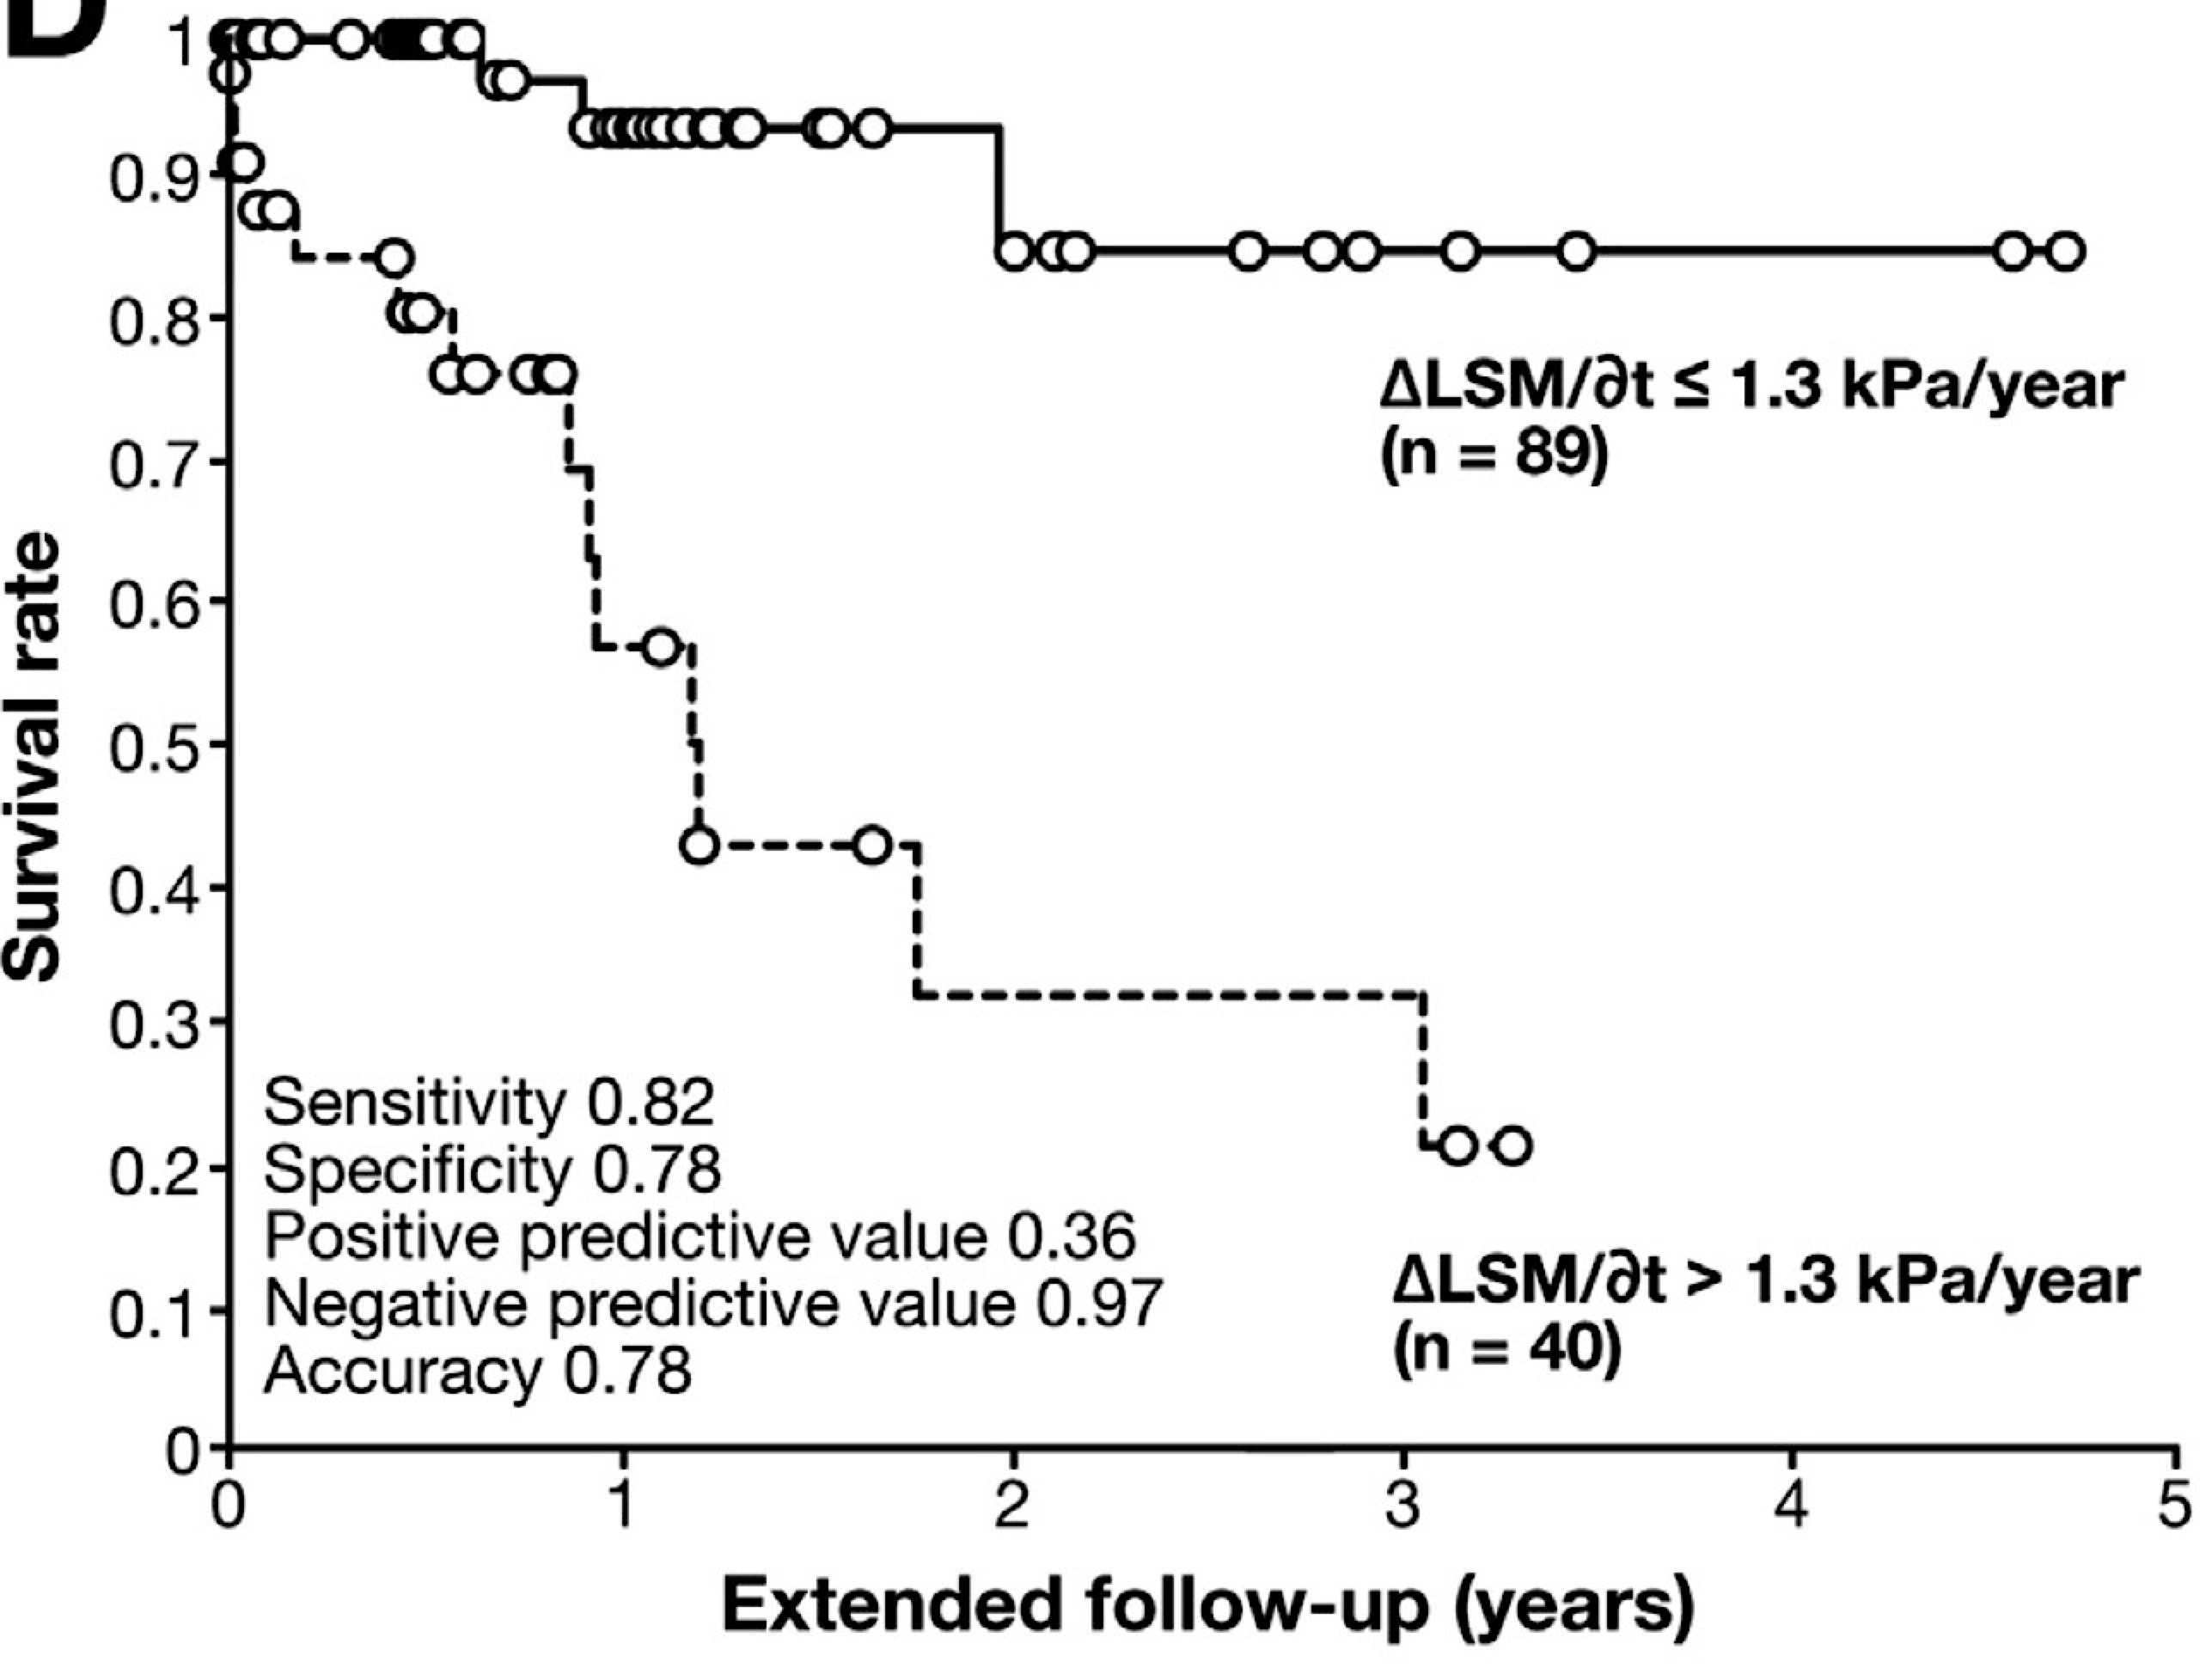 D
1
0.9
0.8
0.7
0.6
0.5
0.4
0.3
0.2
0.1
0
Survival rate
ΔLSM/∂t ≤ 1.3 kPa/year
(n = 89)
Sensitivity 0.82
Specificity 0.78
Positive predictive value 0.36
Negative predictive value 0.97
Accuracy 0.78
ΔLSM/∂t > 1.3 kPa/year
(n = 40)
0 1 2 3 4 5
Extended follow-up (years)